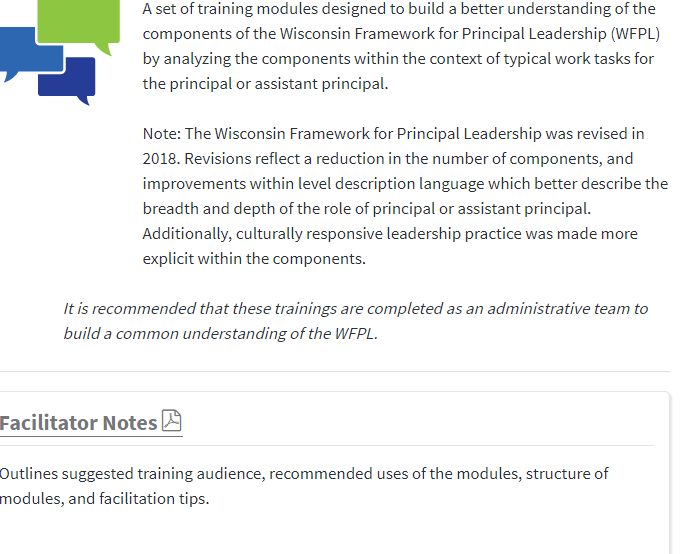 A set of training modules designed to build a better understanding of the
components of the Wisconsin Framework for Principal Leadership (WFPL)
by analyzing the components within the context of typical work tasks for
the principal or assistant principal.
Note: The Wisconsin Framework for Principal Leadership was revised in
2018. Revisions reflect a reduction in the number of components, and
improvements within level description language which better describe the
breadth and depth of the role of principal or assistant principal.
Additionally, culturally responsive leadership practice was made more
explicit within the components.
It is recommended that these trainings are completed as an administrative team to
build a common understanding of the WFPL.
Facilitator Notes
Outlines suggested training audience, recommended uses of the modules, structure of
modules, and facilitation tips.